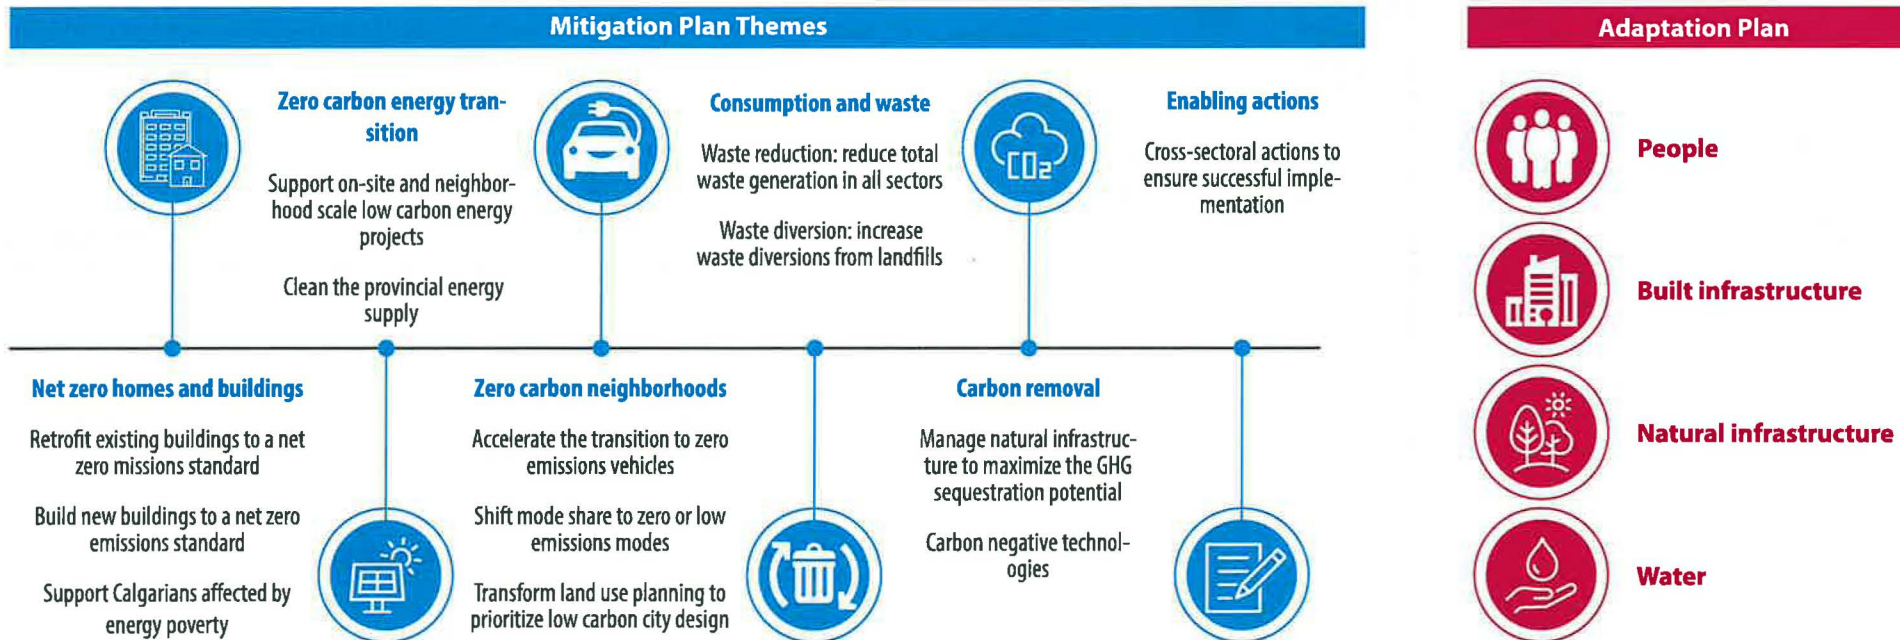 Mitigation Plan Themes
Zero carbon energy tran-
sition
Support on-site and neighbor-
hood scale low carbon energy
projects
Clean the provincial energy
supply
Consumption and waste
Waste reduction: reduce total
waste generation in all sectors
Waste diversion: increase
waste diversions from landfills
CO2
Enabling actions
Cross-sectoral actions to
ensure successful imple-
mentation
Net zero homes and buildings
Retrofit existing buildings to a net
zero missions standard
Build new buildings to a net zero
emissions standard
Support Calgarians affected by
energy poverty
Zero carbon neighborhoods
Accelerate the transition to zero
emissions vehicles
Shift mode share to zero or low
emissions modes
Transform land use planning to
prioritize low carbon city design
Carbon removal
Manage natural infrastruc-
ture to maximize the GHG
sequestration potential
Carbon negative technol-
ogies
Adaptation Plan
People
Built infrastructure
Natural infrastructure
Water